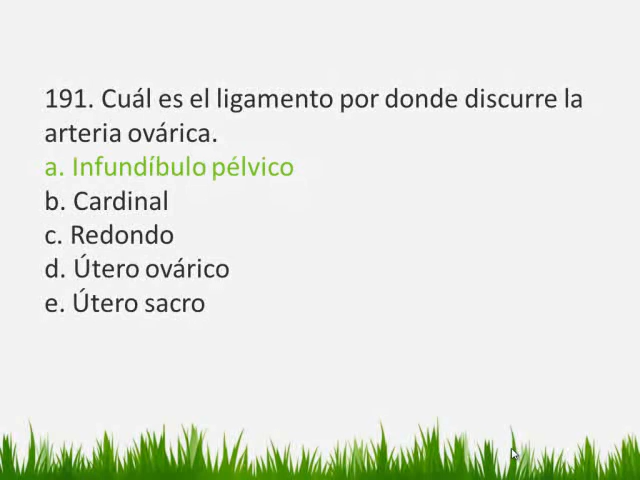 191. Cuál es el ligamento por donde discurre la
arteria ovárica.
a. Infundíbulo pélvico
b. Cardinal
c. Redondo
d. Útero ovárico
e. Útero sacro